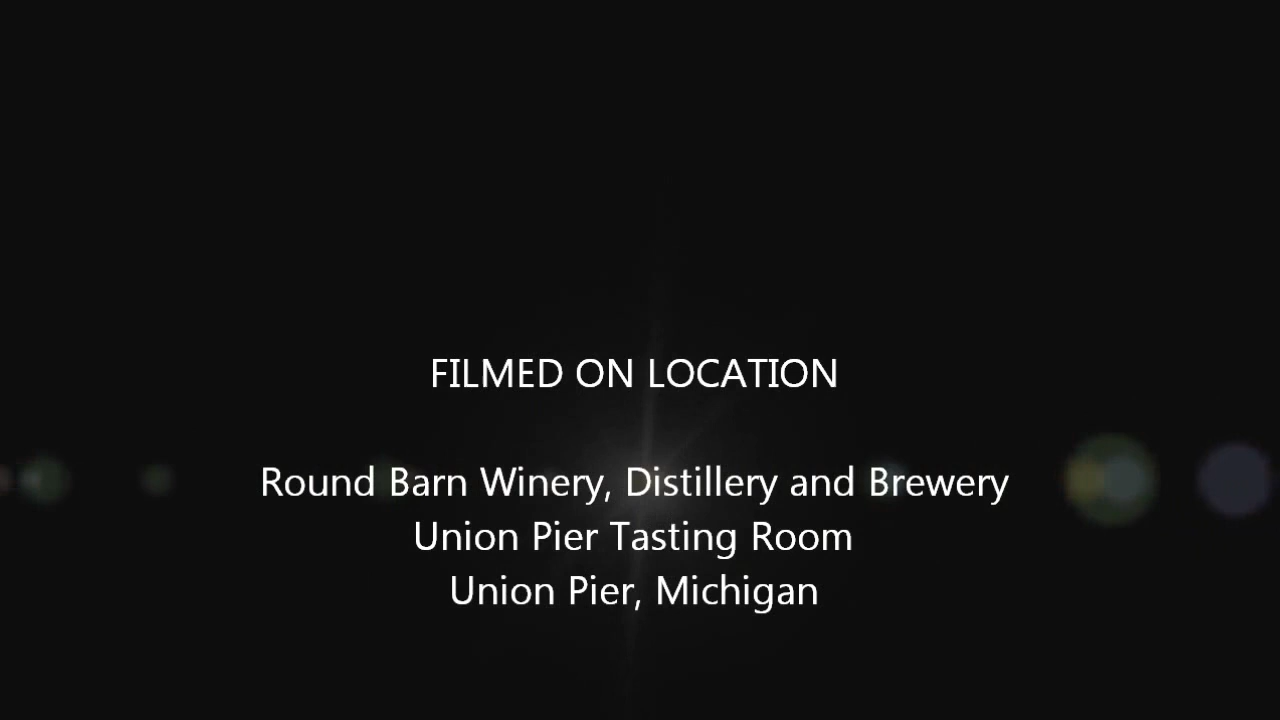 FILMED ON LOCATION
Round Barn Winery, Distillery and Brewery
Union Pier Tasting Room
Union Pier, Michigan